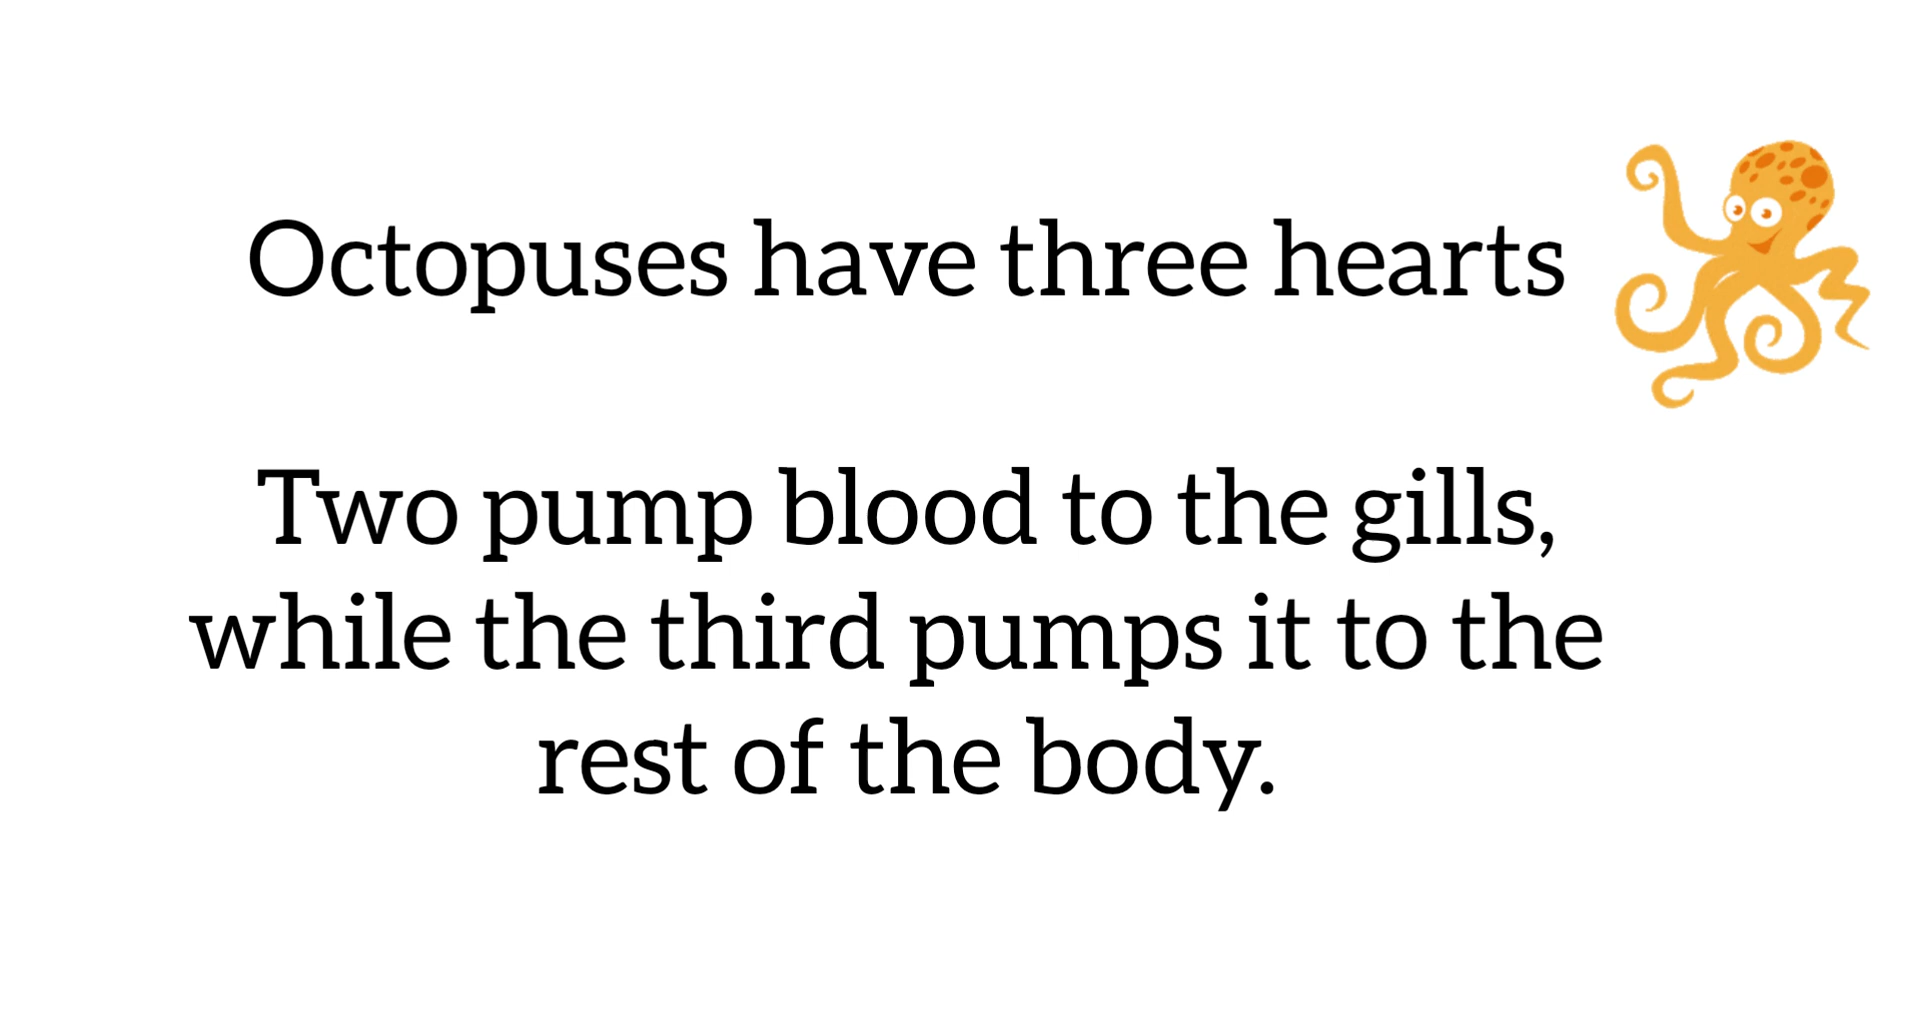 Octopuses have three hearts
Two pump blood to the gills,
while the third pumps it to the
rest of the body.